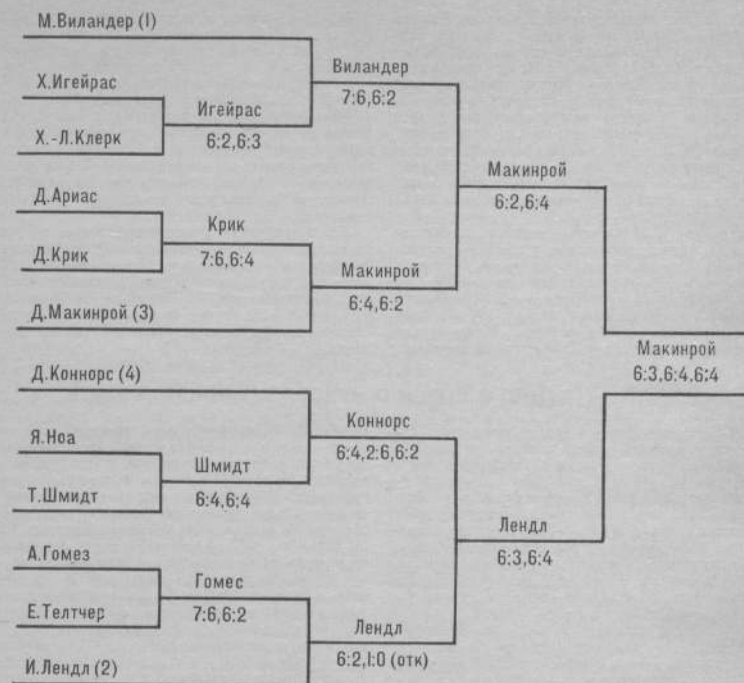 М.Виландер (1)
Х.Игейрас
Х.-Л.Клерк
Д.Ариас
Д.Крик
Д.Макинрой (3)
Д.Коннорс (4)
Я.Ноа
Т.Шмидт
А.Гомез
Е.Телтчер
И.Лендл (2)
Игейрас
6:2,6:3
Крик
7:6,6:4
Шмидт
6:4,6:4
Гомес
7:6,6:2
Виландер
7:6,6:2
Макинрой
6:4,6:2
Коннорс
6:4,2:6,6:2
Лендл
6:2,1:0 (отк)
Макинрой
6:2,6:4
Лендл
6:3,6:4
Макинрой
6:3,6:4,6:4